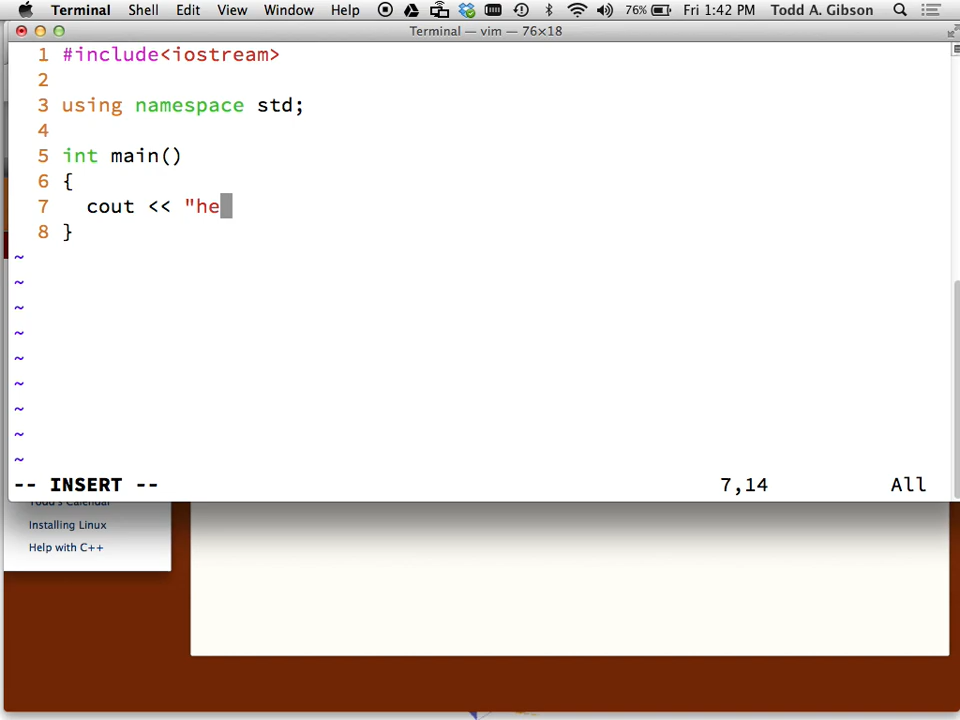 Terminal Shell Edit View Window Help 76% Fri 1:42 PM Todd A. Gibson
Terminal — vim — 76×18
1 #include<iostream>
2
3 using namespace std;
4
5 int main()
6 {
7   cout << "he
8 }
~
~
~
~
~
~
~
~
~
-- INSERT -- 7,14 All
Todd's Calendar
Installing Linux
Help with C++